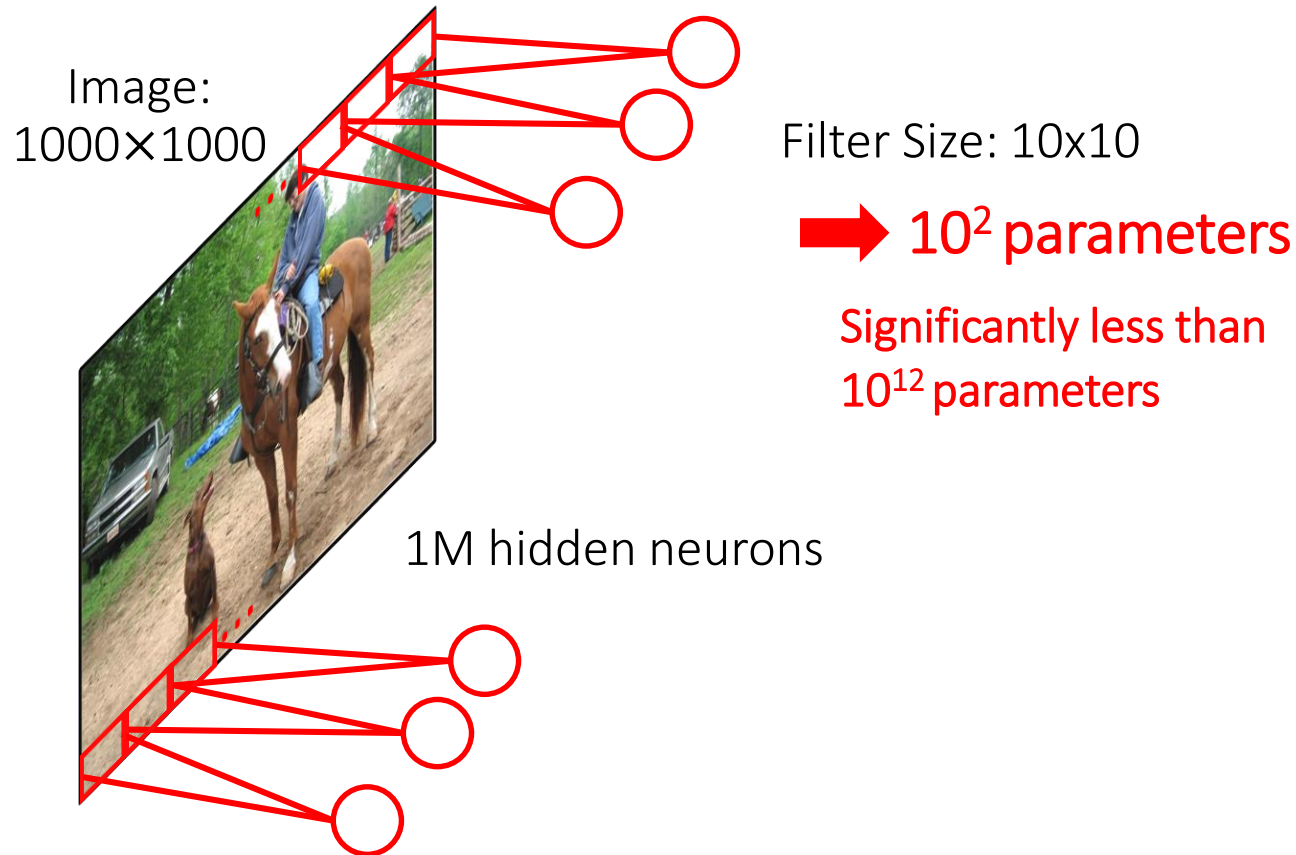 Image:
1000×1000
Filter Size: 10x10
10² parameters
Significantly less than
10¹² parameters
1M hidden neurons